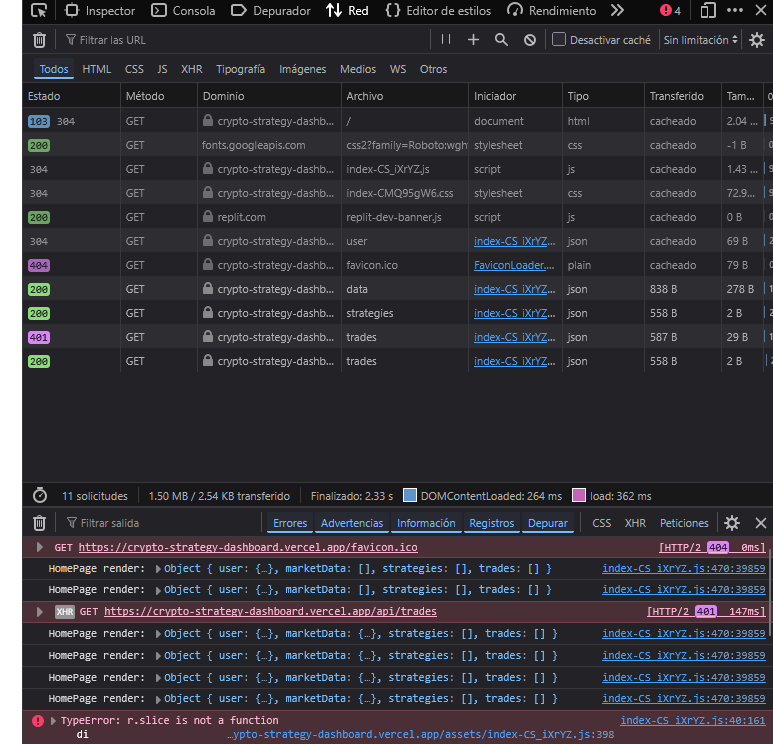 Inspector Consola Depurador Red Editor de estilos Rendimiento 4
Filtrar las URL Desactivar caché Sin limitación
Todos HTML CSS JS XHR Tipografía Imágenes Medios WS Otros
Estado Método Dominio Archivo Iniciador Tipo Transferido Tam... 0
103 304 GET crypto-strategy-dashb... / document html cacheado 2.04 ...
200 GET fonts.googleapis.com css2?family=Roboto:wgh stylesheet css cacheado -1 B
304 GET crypto-strategy-dashb... index-CS_iXrYZ.js script js cacheado 1.43 ...
304 GET crypto-strategy-dashb... index-CMQ95gW6.css stylesheet css cacheado 72.9...
200 GET replit.com replit-dev-banner.js script js cacheado 0 B
304 GET crypto-strategy-dashb... user index-CS_iXrYZ... json cacheado 69 B
404 GET crypto-strategy-dashb... favicon.ico FaviconLoader.... plain cacheado 79 B
200 GET crypto-strategy-dashb... data index-CS_iXrYZ... json 838 B 278 B
200 GET crypto-strategy-dashb... strategies index-CS_iXrYZ... json 558 B 2 B
401 GET crypto-strategy-dashb... trades index-CS_iXrYZ... json 587 B 29 B
200 GET crypto-strategy-dashb... trades index-CS_iXrYZ... json 558 B 2 B
11 solicitudes 1.50 MB / 2.54 KB transferido Finalizado: 2.33 s DOMContentLoaded: 264 ms load: 362 ms
Filtrar salida Errores Advertencias Información Registros Depurar CSS XHR Peticiones
GET https://crypto-strategy-dashboard.vercel.app/favicon.ico [HTTP/2 404 0ms]
HomePage render: Object { user: {…}, marketData: [], strategies: [], trades: [] } index-CS_iXrYZ.js:470:39859
XHR GET https://crypto-strategy-dashboard.vercel.app/api/trades [HTTP/2 401 147ms]
HomePage render: Object { user: {…}, marketData: {…}, strategies: [], trades: [] } index-CS_iXrYZ.js:470:39859
HomePage render: Object { user: {…}, marketData: {…}, strategies: [], trades: [] } index-CS_iXrYZ.js:470:39859
HomePage render: Object { user: {…}, marketData: {…}, strategies: [], trades: [] } index-CS_iXrYZ.js:470:39859
HomePage render: Object { user: {…}, marketData: {…}, strategies: [], trades: [] } index-CS_iXrYZ.js:470:39859
TypeError: r.slice is not a function index-CS_iXrYZ.js:40:161
di …ypto-strategy-dashboard.vercel.app/assets/index-CS_iXrYZ.js:398